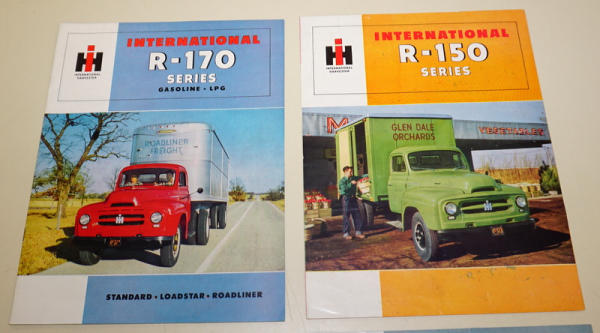 INTERNATIONAL
R-170
SERIES
GASOLINE • LPG
INTERNATIONAL
HARVESTER
ROADLINER
FREIGHT
STANDARD • LOADSTAR • ROADLINER
INTERNATIONAL
R-150
SERIES
INTERNATIONAL
HARVESTER
M
GLEN DALE
ORCHARDS